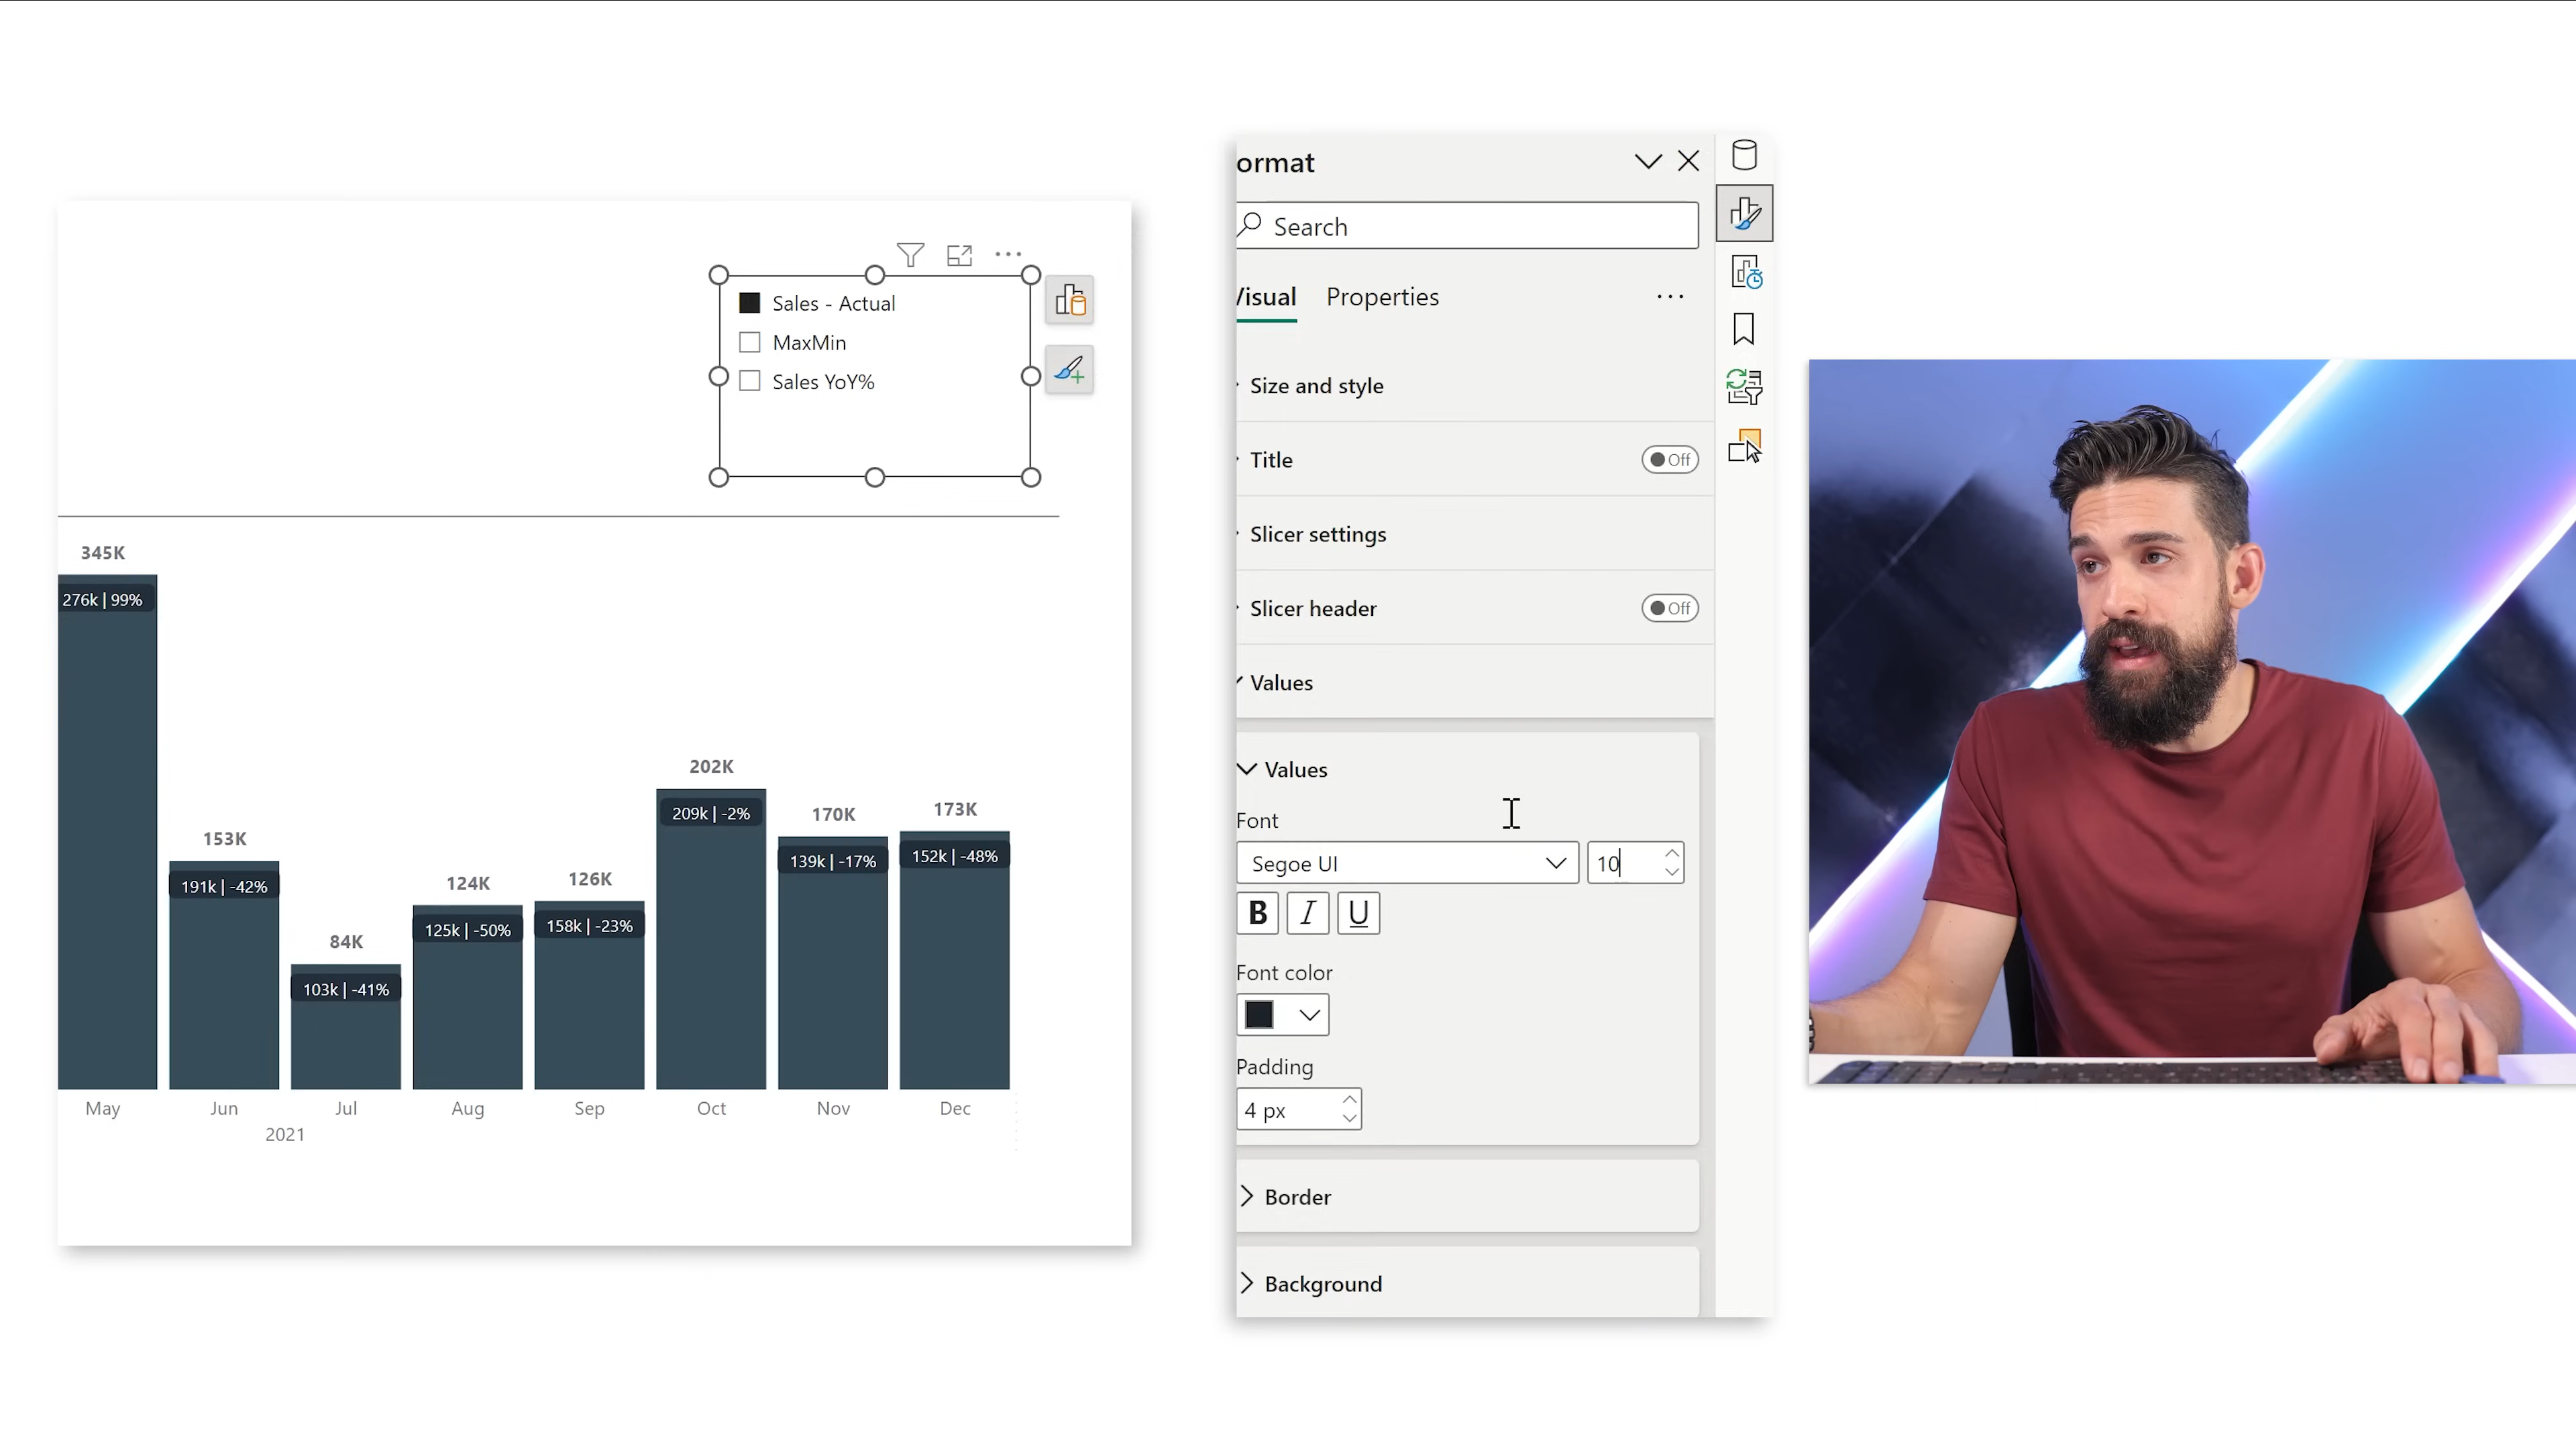 Sales - Actual
MaxMin
Sales YoY%
345K
276k | 99%
153K
191k | -42%
84K
103k | -41%
124K
125k | -50%
126K
158k | -23%
202K
209k | -2%
170K
139k | -17%
173K
152k | -48%
May
Jun
Jul
Aug
Sep
Oct
Nov
Dec
2021
ormat
Search
Visual
Properties
Size and style
Title
Off
Slicer settings
Slicer header
Off
Values
Values
Font
Segoe UI
10
B I U
Font color
Padding
4 px
Border
Background